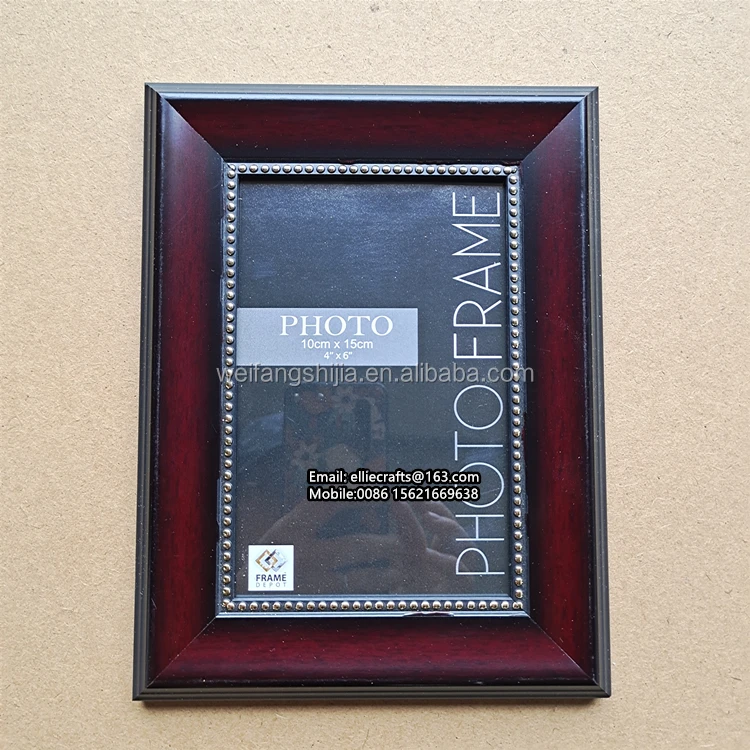 PHOTO
10cm x 15cm
4" x 6"
PHOTOFRAME
weifangshijia.en.alibaba.com
Email: elliecrafts@163.com
Mobile:0086 15621669638
FRAME
DEPOT